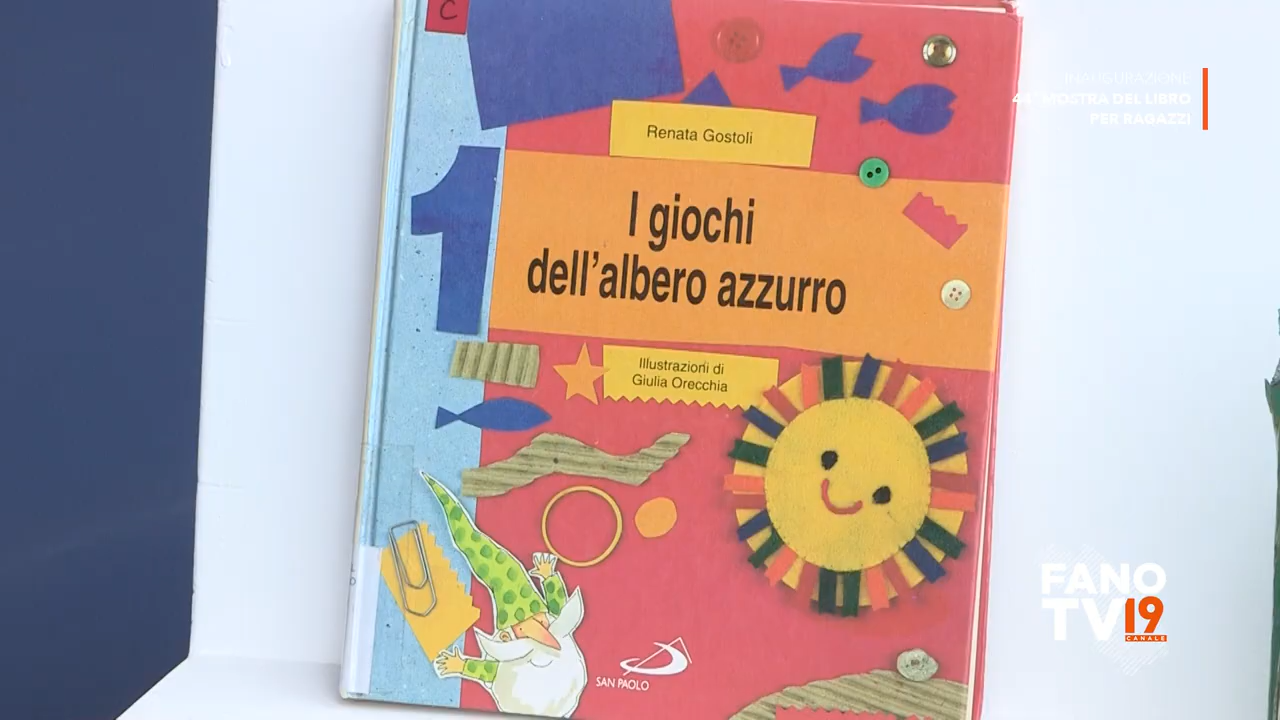 C
Renata Gostoli
I giochi
dell'albero azzurro
1
Illustrazioni di
Giulia Orecchia
SAN PAOLO
INAUGURAZIONE
44° MOSTRA DEL LIBRO
PER RAGAZZI
FANO
TV19
CANALE